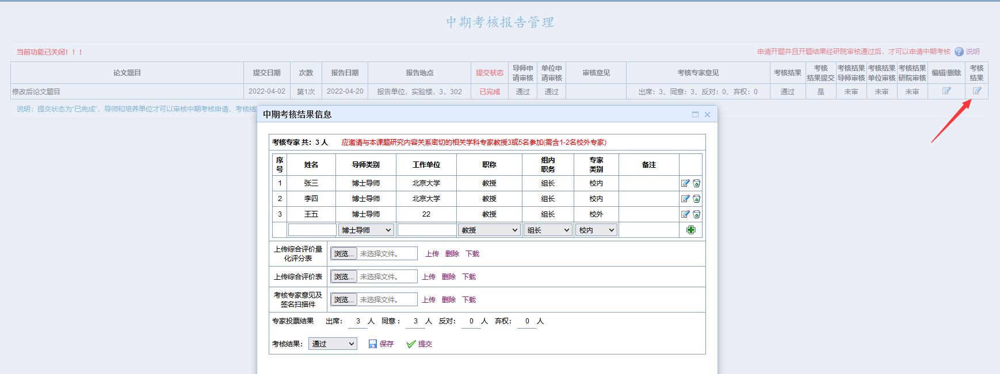 中期考核报告管理
当前功能已关闭！！！
申请开题并且开题结果经研院审核通过后，才可以申请中期考核 说明
论文题目 提交日期 次数 报告日期 报告地点 提交状态 导师申请审核 单位申请审核 审核意见 考核专家意见 考核结果 考核结果提交 考核结果导师审核 考核结果单位审核 考核结果研院审核 编辑/删除 考核结果
修改后论文题目 2022-04-02 第1次 2022-04-20 报告单位，实验楼，3，302 已完成 通过 通过 出席：3、同意：3、反对：0、弃权：0 通过 是 未审 未审 未审
说明：提交状态为“已完成”，导师和培养单位才可以审核中期考核申请，考核结
中期考核结果信息
考核专家 共：3 人 应邀请与本课题研究内容关系密切的相关学科专家教授3或5名参加(需含1-2名校外专家)
序号 姓名 导师类别 工作单位 职称 组内职务 专家类别 备注
1 张三 博士导师 北京大学 教授 组长 校内
2 李四 博士导师 北京大学 教授 组长 校内
3 王五 博士导师 22 教授 组长 校外
博士导师 教授 组长 校内
上传综合评价量化评分表 浏览... 未选择文件。 上传 删除 下载
上传综合评价表 浏览... 未选择文件。 上传 删除 下载
考核专家意见及签名扫描件 浏览... 未选择文件。 上传 删除 下载
专家投票结果 出席： 3 人 同意： 3 人 反对： 0 人 弃权： 0 人
考核结果： 通过 保存 提交